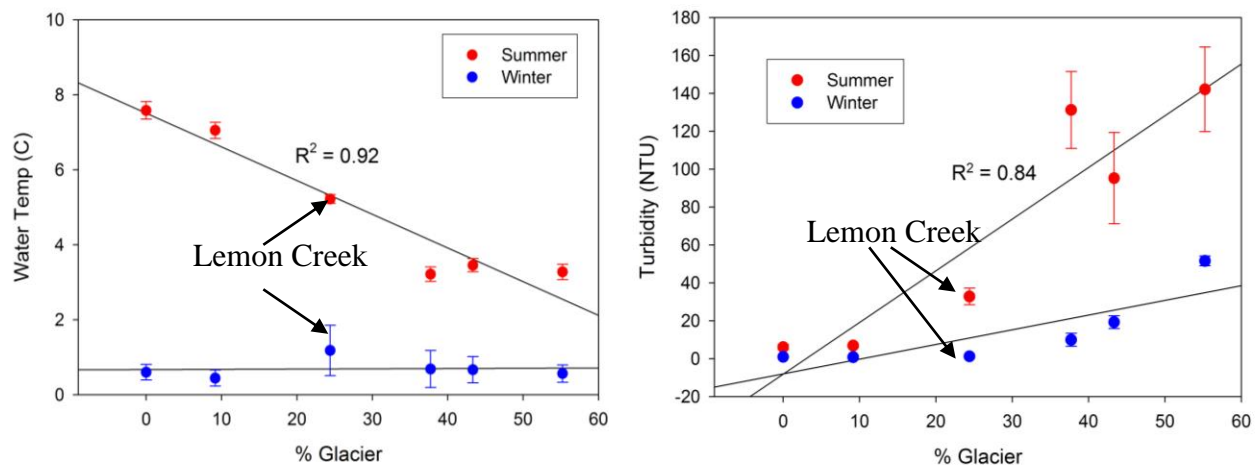 10
8
6
4
2
0
Water Temp (C)
Summer
Winter
R² = 0.92
Lemon Creek
0 10 20 30 40 50 60
% Glacier
180
160
140
120
100
80
60
40
20
0
-20
Turbidity (NTU)
Summer
Winter
R² = 0.84
Lemon Creek
0 10 20 30 40 50 60
% Glacier